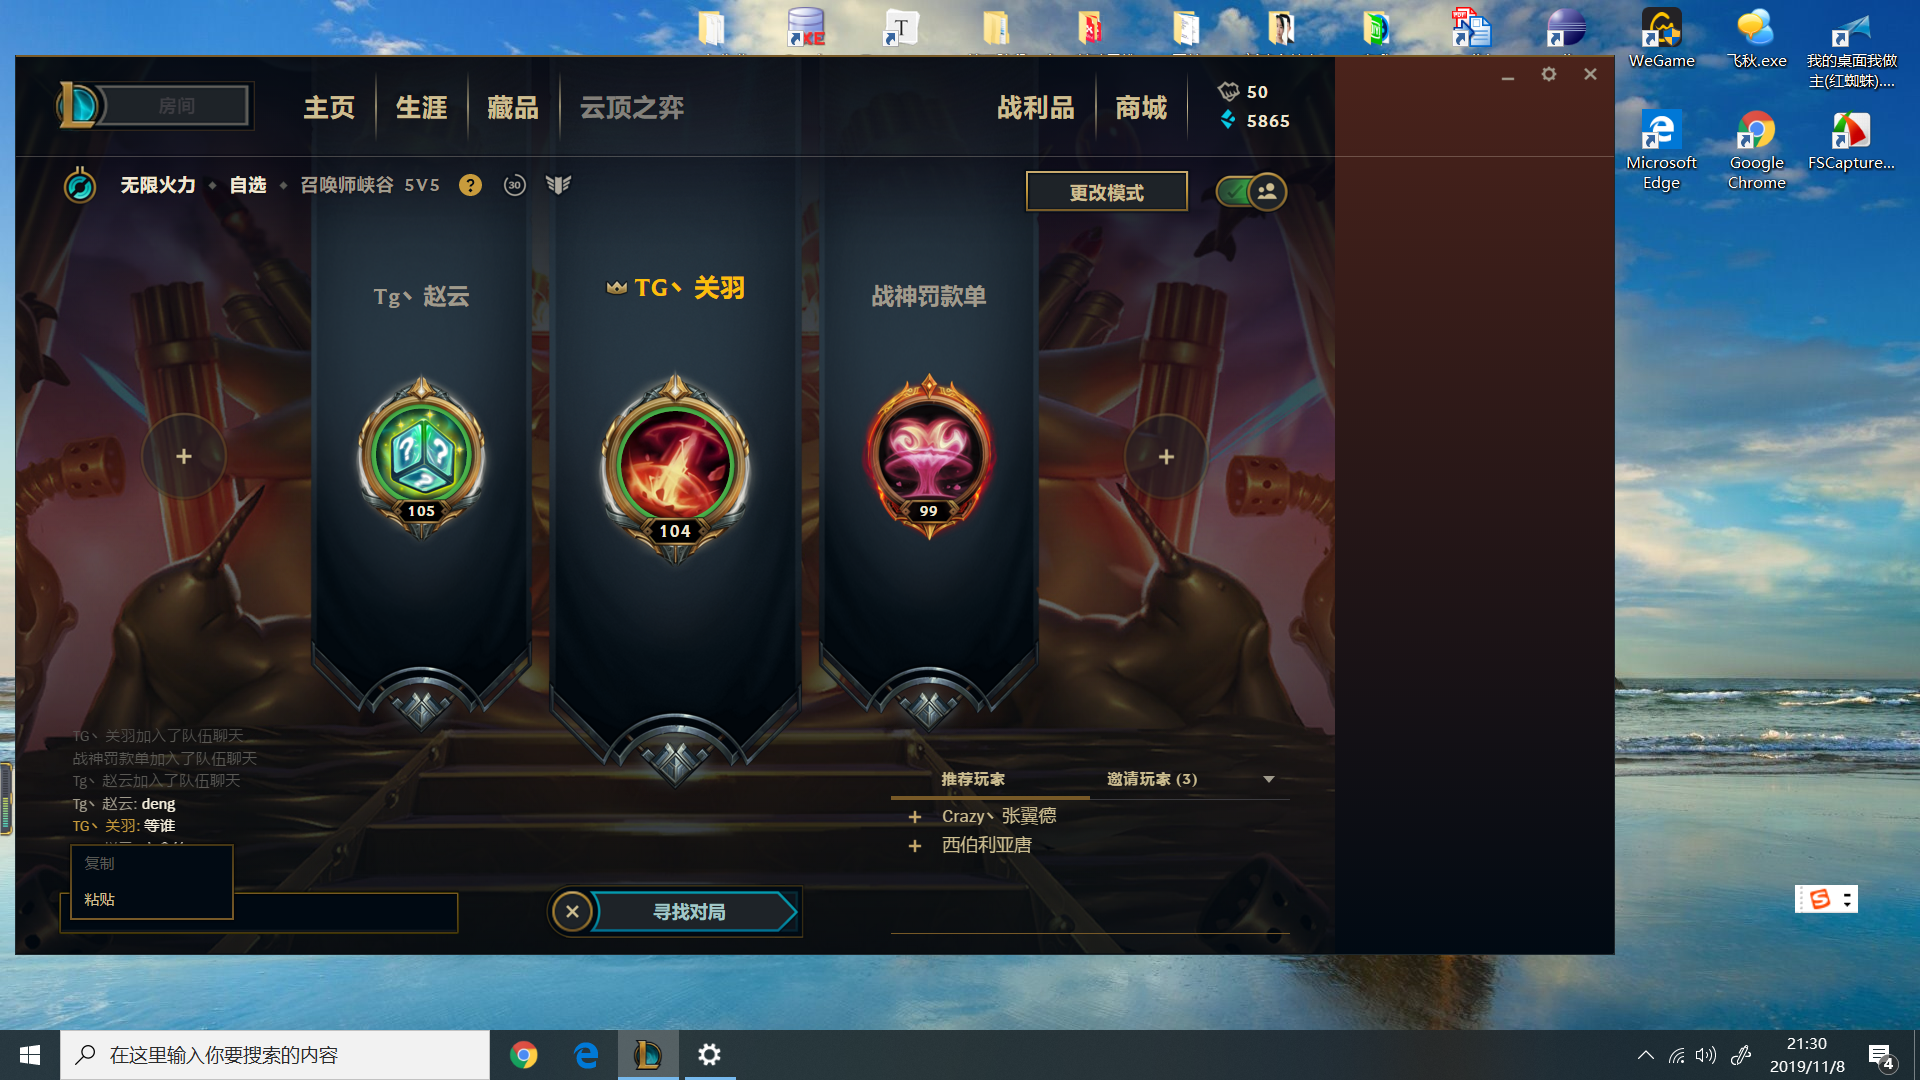 WeGame
飞秋.exe
我的桌面我做
主(红蜘蛛)....
Microsoft
Edge
Google
Chrome
FSCapture...
房间
主页
生涯
藏品
云顶之弈
战利品
商城
50
5865
无限火力
自选
召唤师峡谷 5V5
?
30
更改模式
Tg丶赵云
TG丶关羽
战神罚款单
105
104
99
TG丶关羽加入了队伍聊天
战神罚款单加入了队伍聊天
Tg丶赵云加入了队伍聊天
Tg丶赵云: deng
TG丶关羽: 等谁
复制
粘贴
寻找对局
推荐玩家
邀请玩家 (3)
Crazy丶张翼德
西伯利亚唐
在这里输入你要搜索的内容
21:30
2019/11/8
4